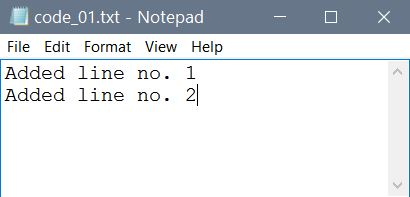 code_01.txt - Notepad
File Edit Format View Help
Added line no. 1
Added line no. 2